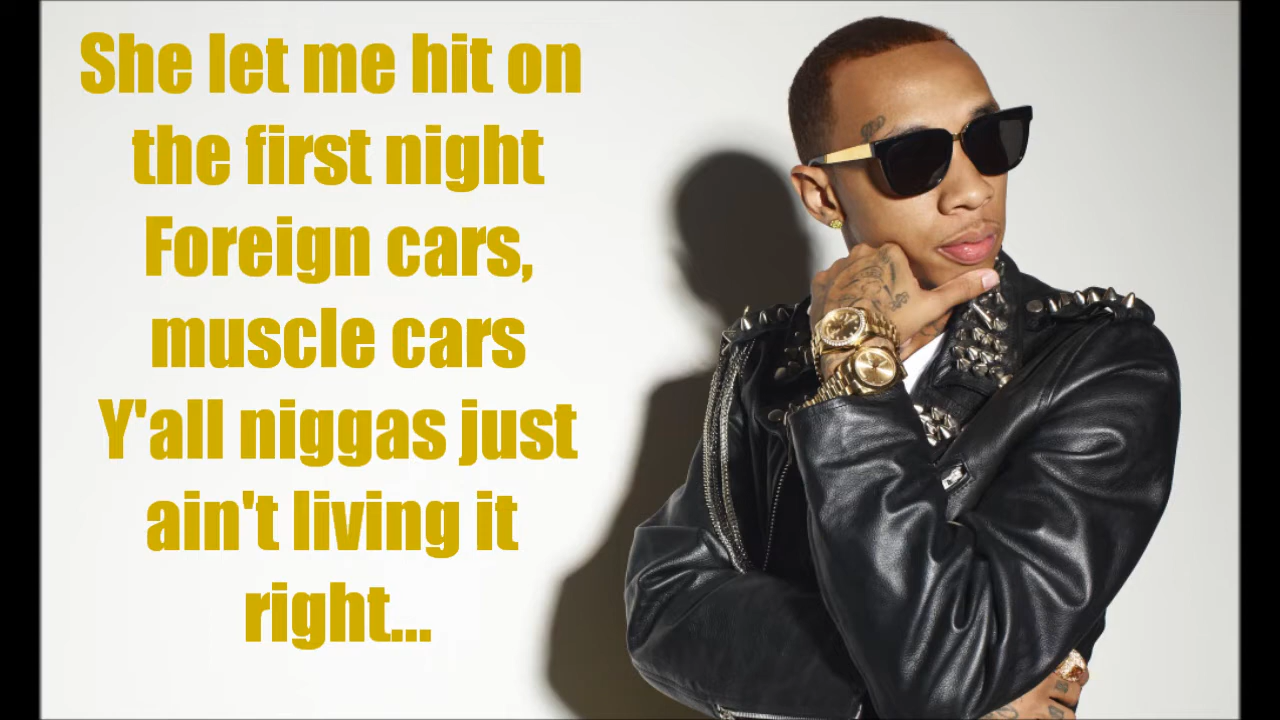 She let me hit on
the first night
Foreign cars,
muscle cars
Y'all niggas just
ain't living it
right...